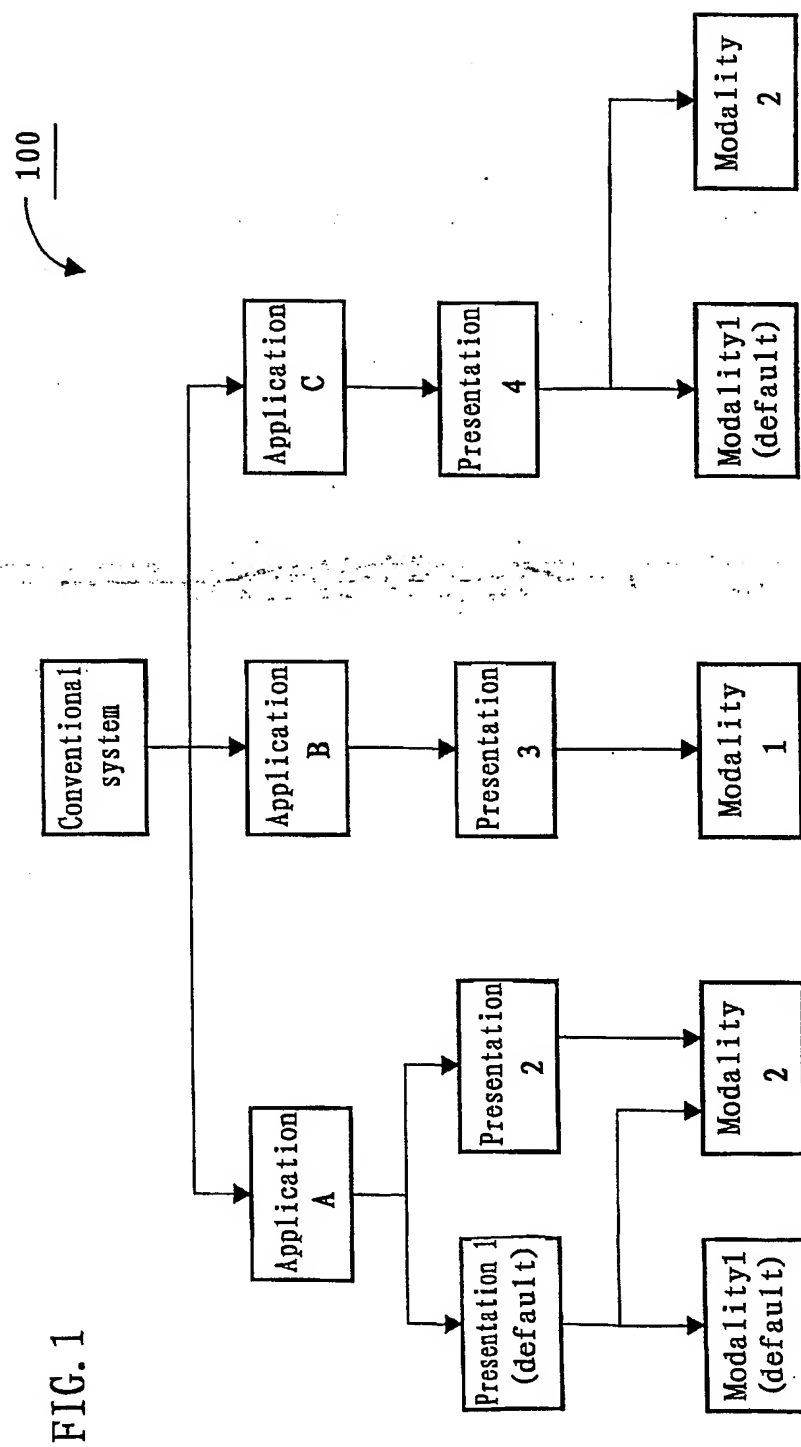 FIG. 1
100
Conventional
system
Application
A
Application
B
Application
C
Presentation 1
(default)
Presentation
2
Presentation
3
Presentation
4
Modality1
(default)
Modality
2
Modality
1
Modality1
(default)
Modality
2